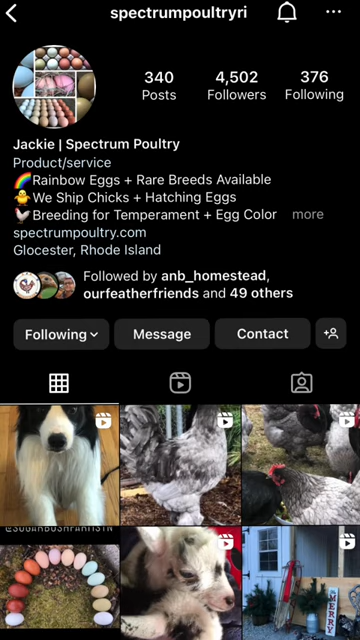 spectrumpoultryri
340 4,502 376
Posts Followers Following
Jackie | Spectrum Poultry
Product/service
🌈Rainbow Eggs + Rare Breeds Available
🐥We Ship Chicks + Hatching Eggs
🐓Breeding for Temperament + Egg Color more
spectrumpoultry.com
Glocester, Rhode Island
Followed by anb_homestead,
ourfeatherfriends and 49 others
Following Message Contact
MERRY